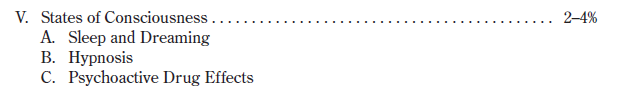 V. States of Consciousness . . . . . . . . . . . . . . . . . . . . . . . . . . . . . . . . . . . . . . . . . . . . 2–4%
A. Sleep and Dreaming
B. Hypnosis
C. Psychoactive Drug Effects